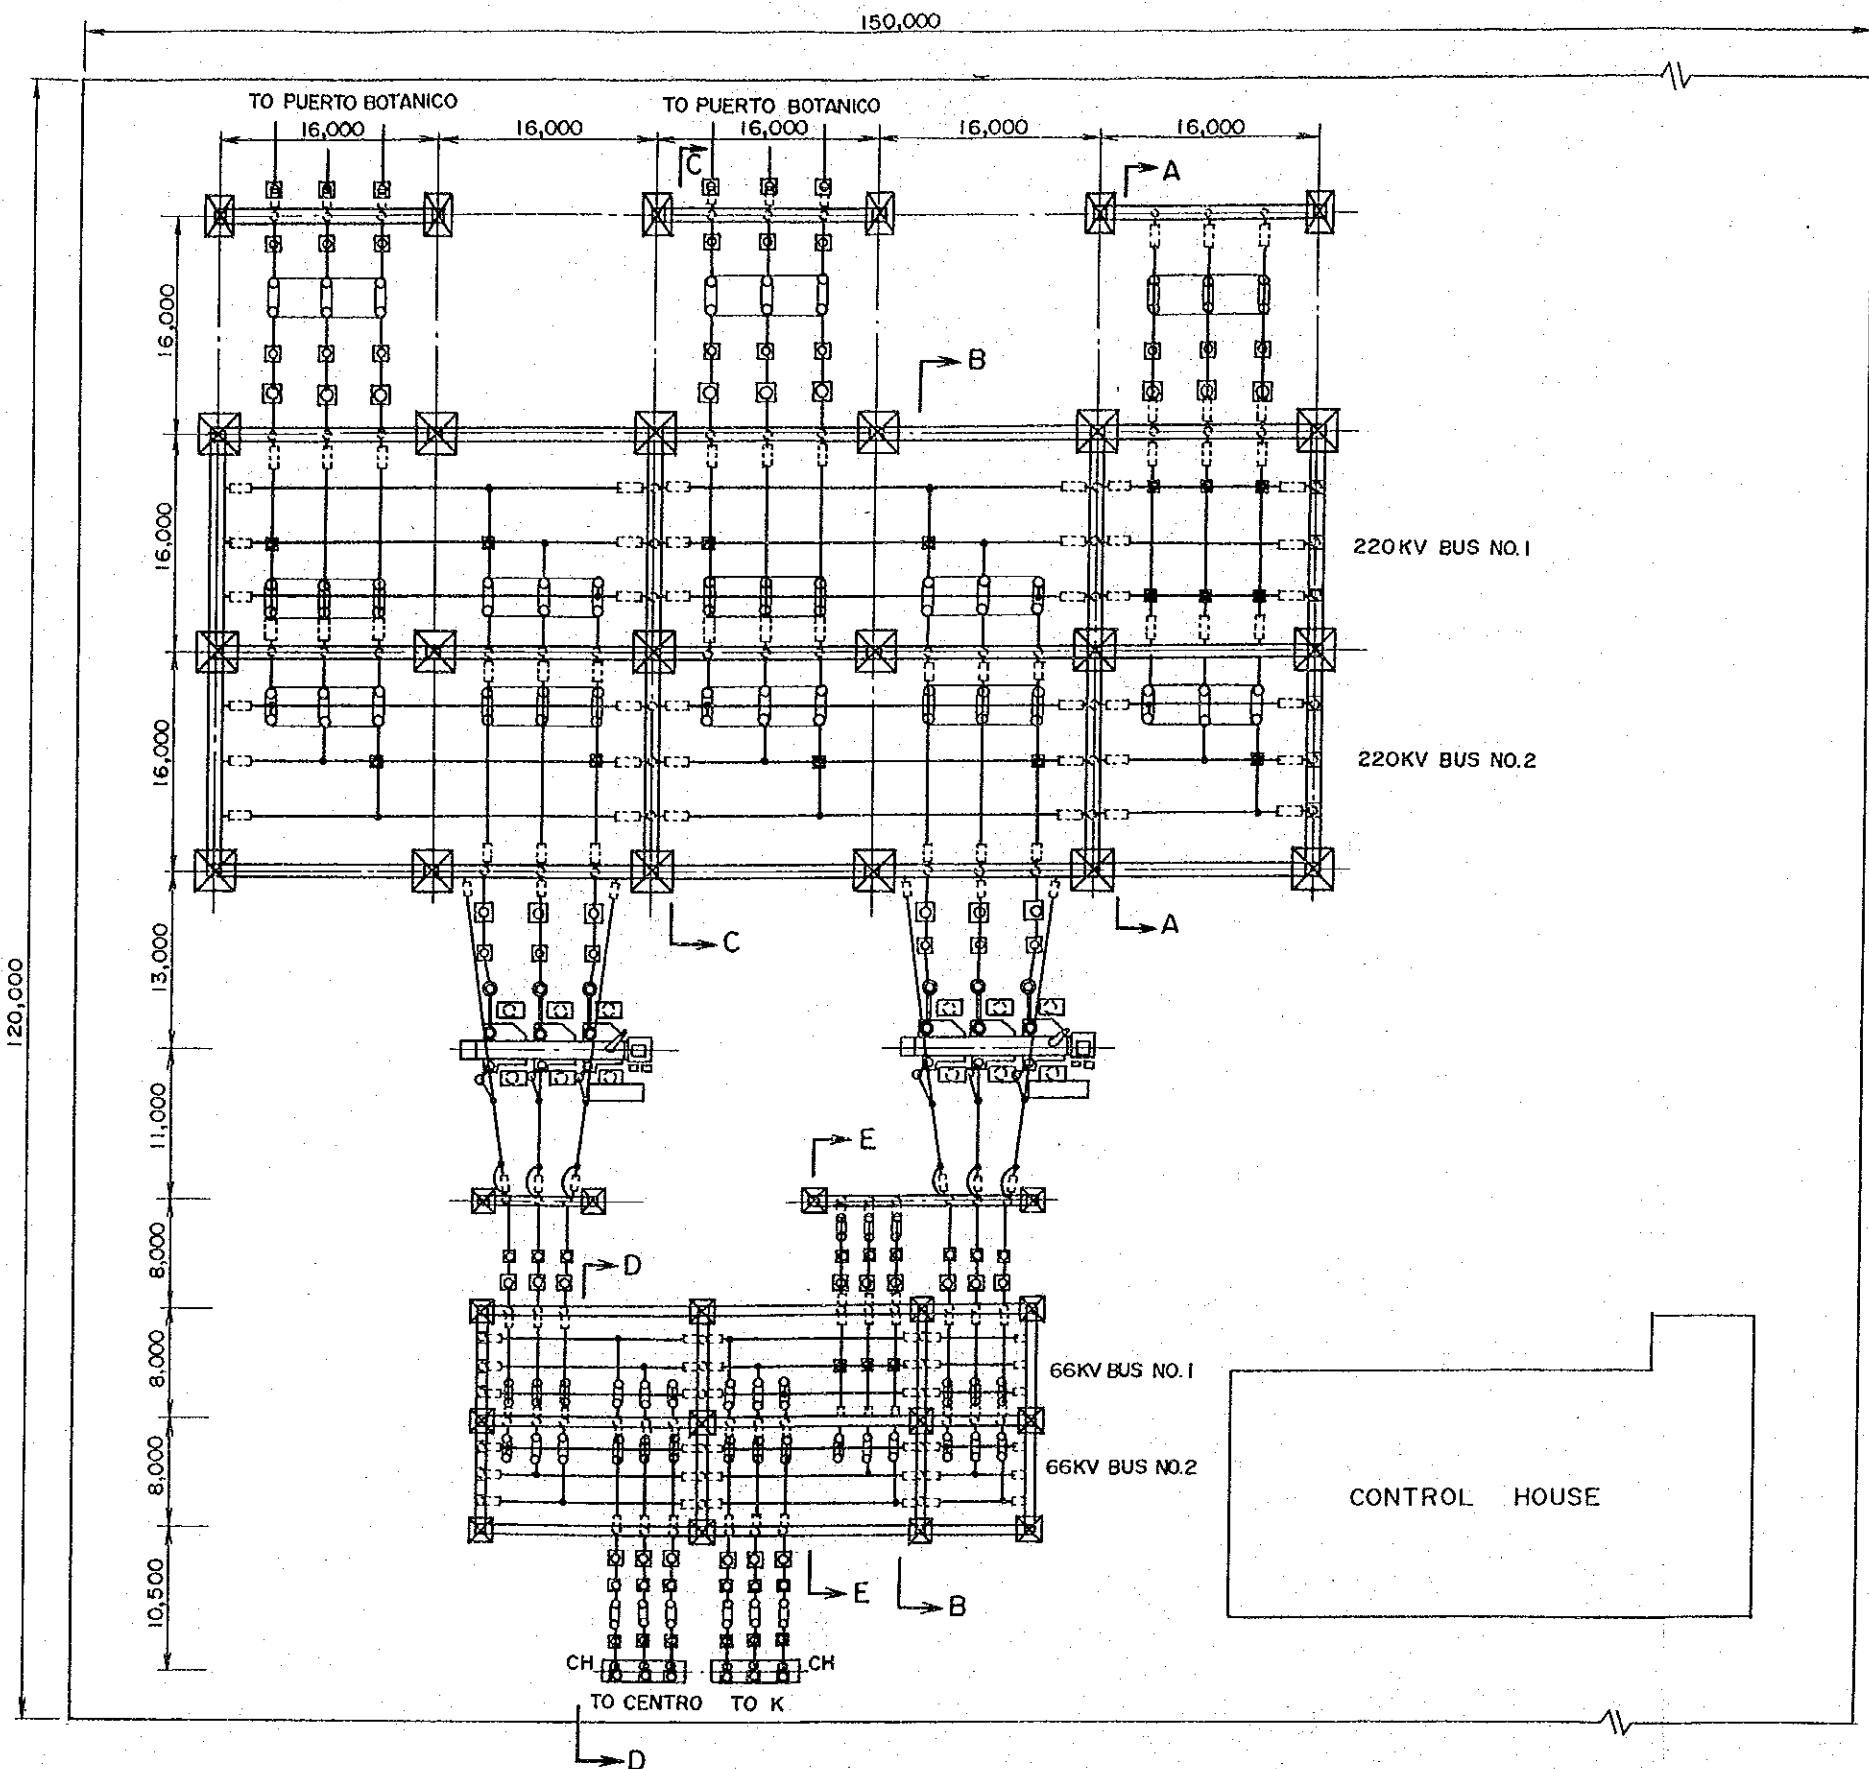 150,000
TO PUERTO BOTANICO
TO PUERTO BOTANICO
16,000
16,000
16,000
16,000
16,000
C
A
16,000
B
16,000
220KV BUS NO.1
16,000
220KV BUS NO.2
C
A
13,000
120,000
11,000
E
8,000
D
8.000
66KV BUS NO.1
8,000
66KV BUS NO.2
CONTROL HOUSE
10,500
E
B
CH
CH
TO CENTRO
TO K
D